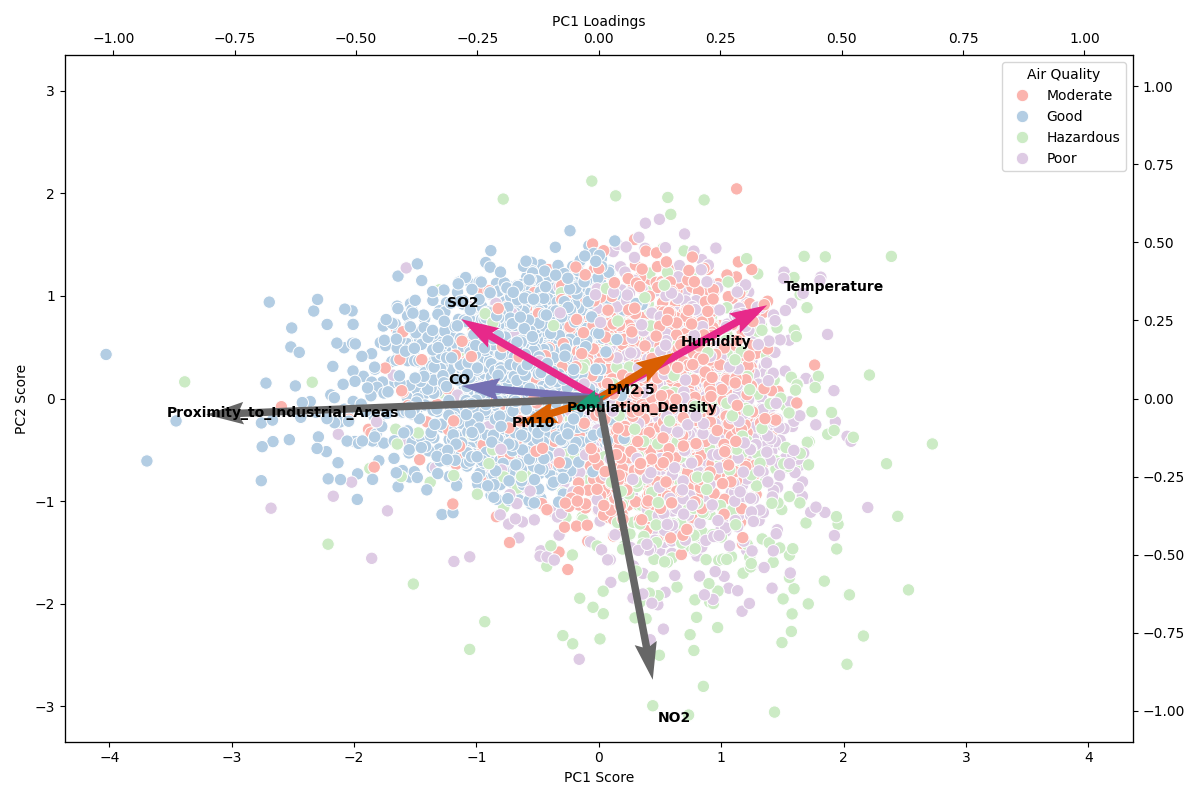 PC1 Loadings
−1.00 −0.75 −0.50 −0.25 0.00 0.25 0.50 0.75 1.00
Air Quality
Moderate
Good
Hazardous
Poor
3
2
1
0
−1
−2
−3
PC2 Score
1.00
0.75
0.50
0.25
0.00
−0.25
−0.50
−0.75
−1.00
Temperature
SO2
Humidity
CO
PM2.5
Population_Density
Proximity_to_Industrial_Areas
PM10
NO2
−4 −3 −2 −1 0 1 2 3 4
PC1 Score